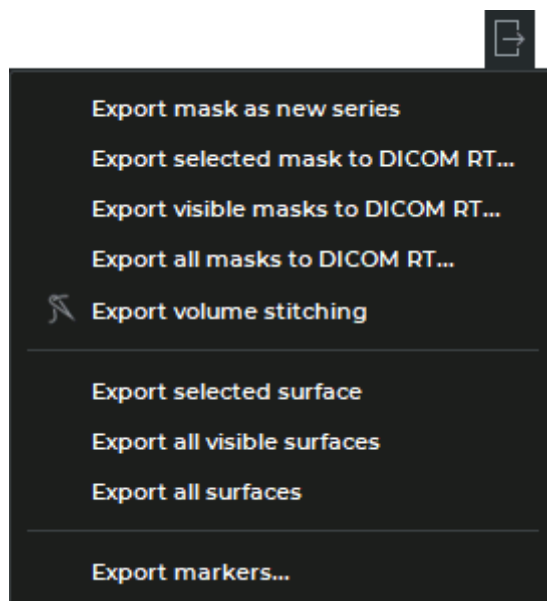 Export mask as new series
Export selected mask to DICOM RT...
Export visible masks to DICOM RT...
Export all masks to DICOM RT...
Export volume stitching
Export selected surface
Export all visible surfaces
Export all surfaces
Export markers...